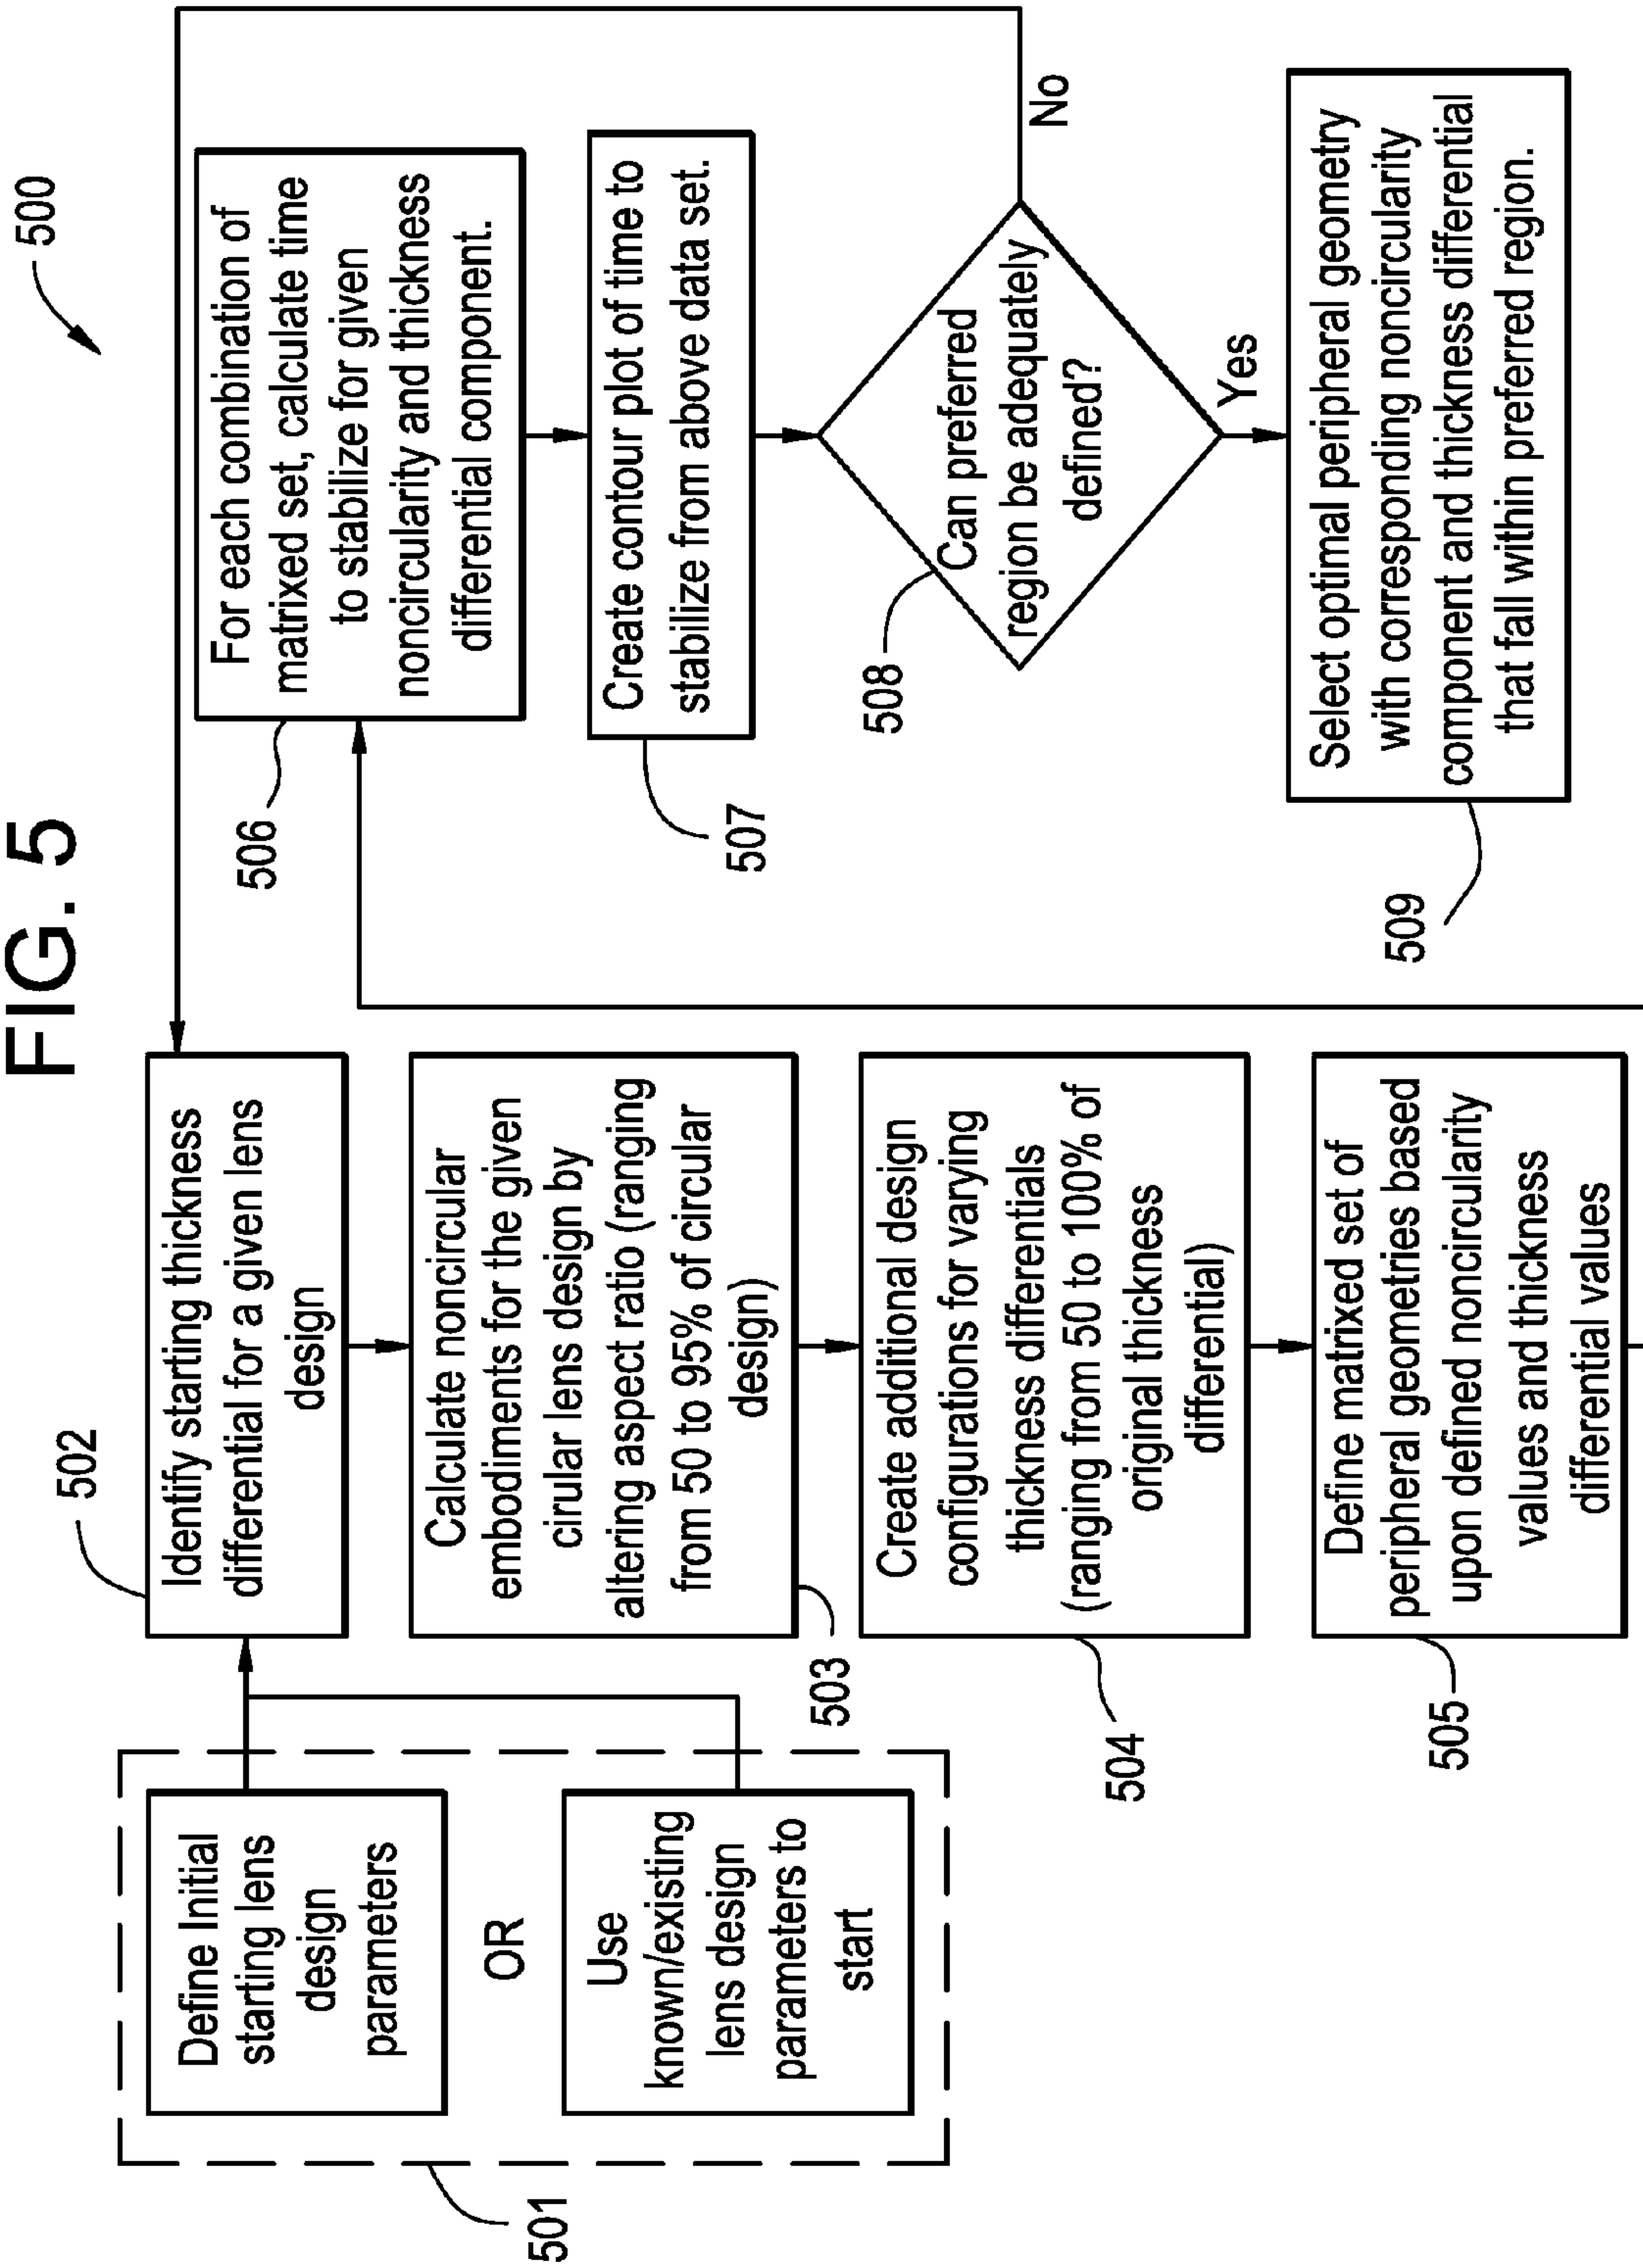 FIG. 5
500
501
Define Initial
starting lens
design
parameters
OR
Use
known/existing
lens design
parameters to
start
502
Identify starting thickness
differential for a given lens
design
503
Calculate noncircular
embodiments for the given
cirular lens design by
altering aspect ratio (ranging
from 50 to 95% of circular
design)
504
Create additional design
configurations for varying
thickness differentials
(ranging from 50 to 100% of
original thickness
differential)
505
Define matrixed set of
peripheral geometries based
upon defined noncircularity
values and thickness
differential values
506
For each combination of
matrixed set, calculate time
to stabilize for given
noncircularity and thickness
differential component.
507
Create contour plot of time to
stabilize from above data set.
508
Can preferred
region be adequately
defined?
No
Yes
509
Select optimal peripheral geometry
with corresponding noncircularity
component and thickness differential
that fall within preferred region.